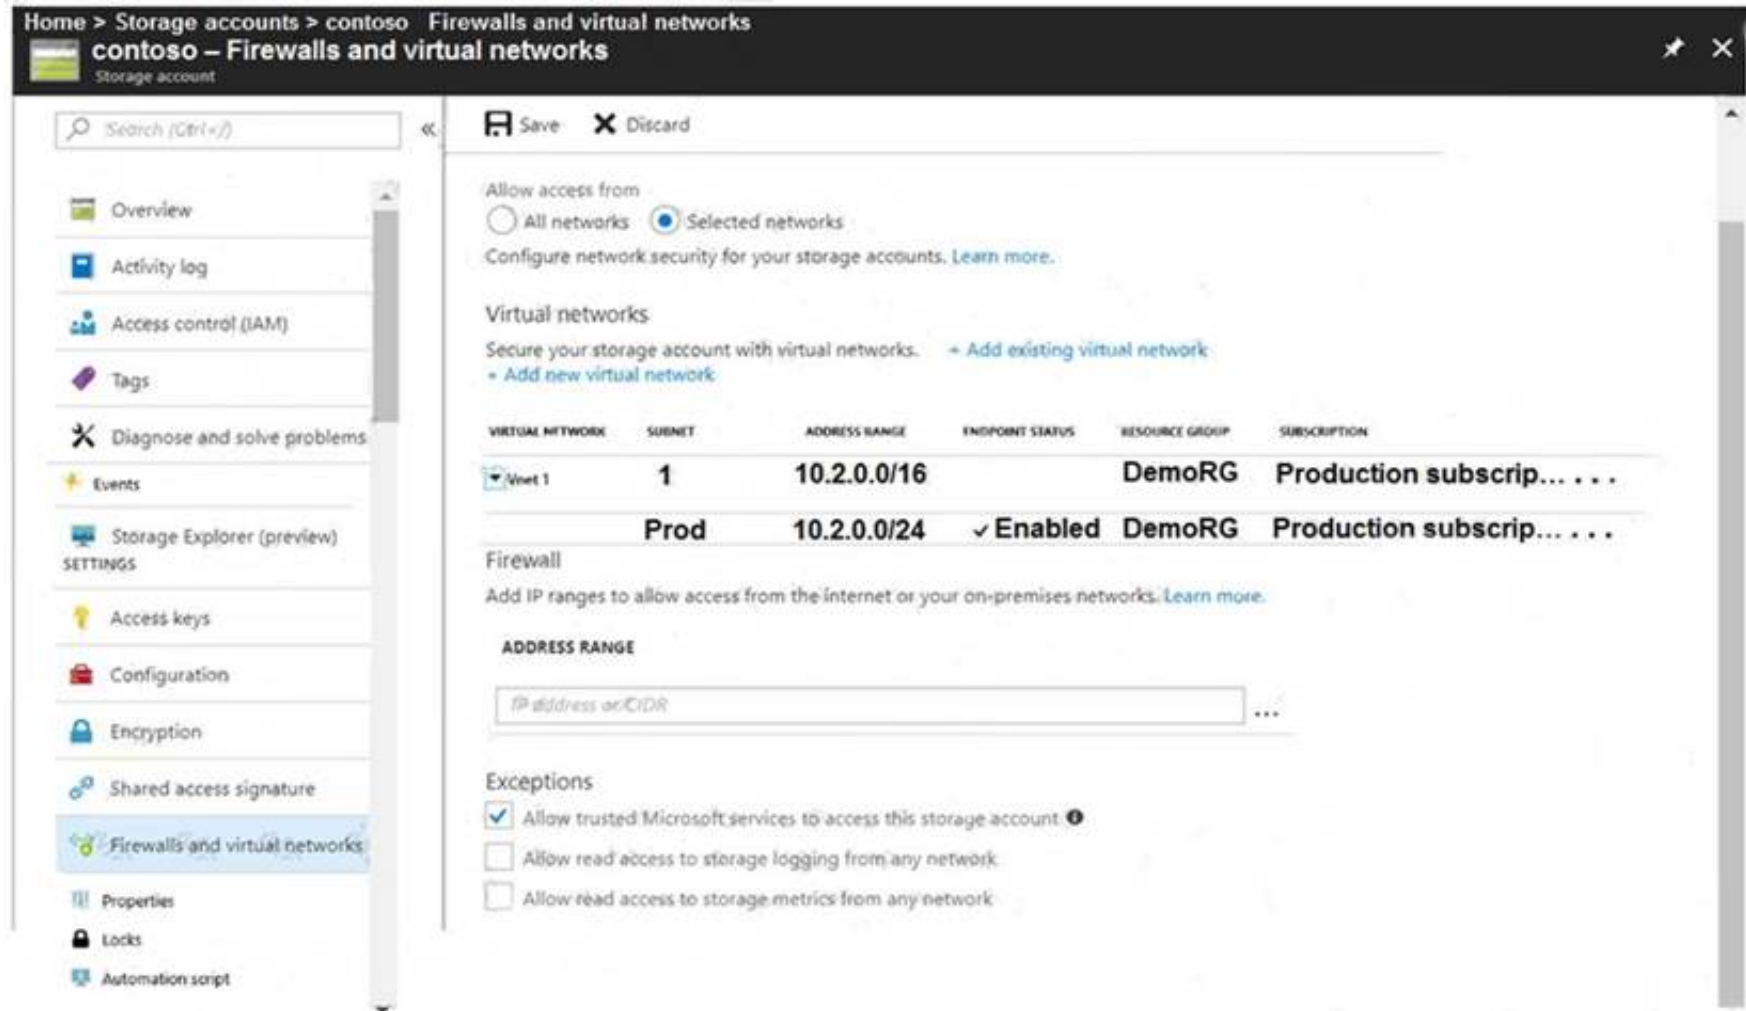 Home > Storage accounts > contoso Firewalls and virtual networks
contoso – Firewalls and virtual networks
Storage account
Search (Ctrl+/)
«
Overview
Activity log
Access control (IAM)
Tags
Diagnose and solve problems
Events
Storage Explorer (preview)
SETTINGS
Access keys
Configuration
Encryption
Shared access signature
Firewalls and virtual networks
Properties
Locks
Automation script
Save Discard
Allow access from
All networks Selected networks
Configure network security for your storage accounts. Learn more.
Virtual networks
Secure your storage account with virtual networks. + Add existing virtual network
+ Add new virtual network
VIRTUAL NETWORK SUBNET ADDRESS RANGE ENDPOINT STATUS RESOURCE GROUP SUBSCRIPTION
Vnet 1 1 10.2.0.0/16 DemoRG Production subscrip... ...
Prod 10.2.0.0/24 ✓ Enabled DemoRG Production subscrip... ...
Firewall
Add IP ranges to allow access from the internet or your on-premises networks. Learn more.
ADDRESS RANGE
IP address or CIDR ...
Exceptions
Allow trusted Microsoft services to access this storage account
Allow read access to storage logging from any network
Allow read access to storage metrics from any network